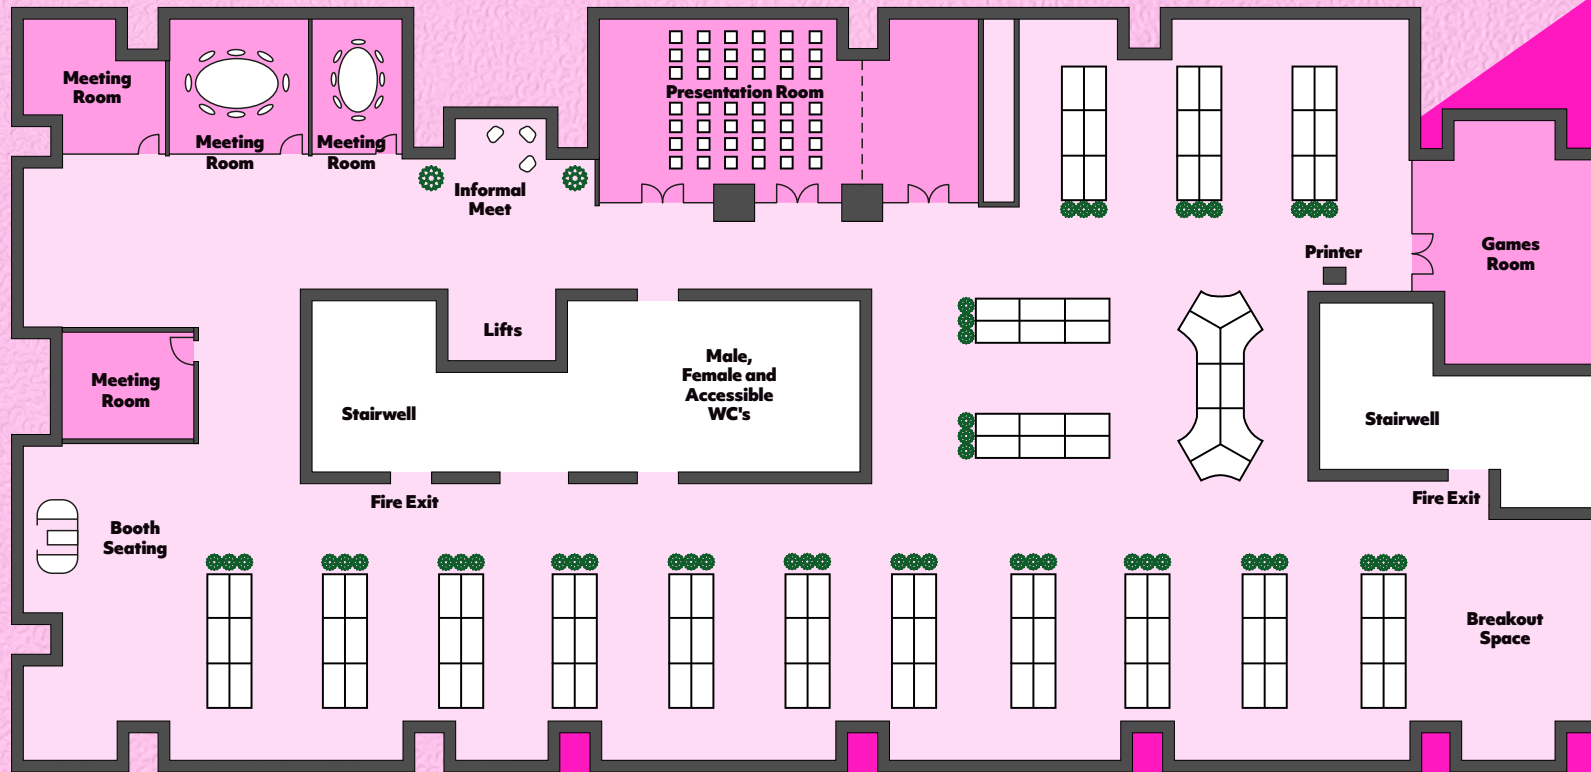 Meeting
Room
Meeting
Room
Meeting
Room
Presentation Room
Informal
Meet
Printer
Games
Room
Lifts
Male,
Female and
Accessible
WC's
Stairwell
Meeting
Room
Stairwell
Fire Exit
Fire Exit
Booth
Seating
Breakout
Space